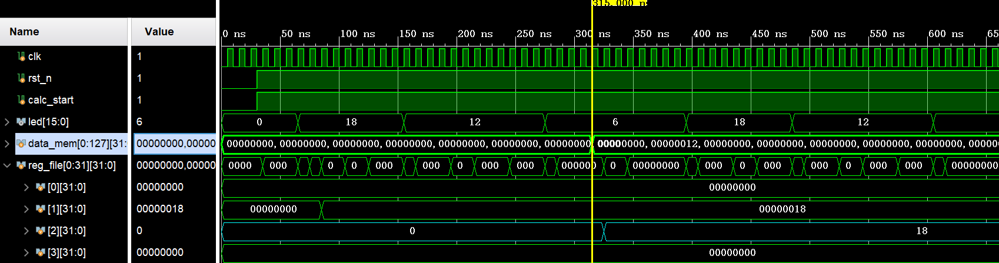 315.000 n
Name Value
0 ns 50 ns 100 ns 150 ns 200 ns 250 ns 300 ns 350 ns 400 ns 450 ns 500 ns 550 ns 600 ns 65
clk 1
rst_n 1
calc_start 1
led[15:0] 6 0 18 12 6 18 12
data_mem[0:127][31: 00000000,00000 00000000,00000000,00000000,00000000,00000000,00000000,00000000 00000000,00000012,00000000,00000000,00000000,00000000,00000
reg_file[0:31][31:0] 00000000,00000 0000 000 0 0 000 000 0 000 000000 0 00000000 000 0 000 000 0 000 00000000
[0][31:0] 00000000 00000000
[1][31:0] 00000018 00000000 00000018
[2][31:0] 0 0 18
[3][31:0] 00000000 00000000